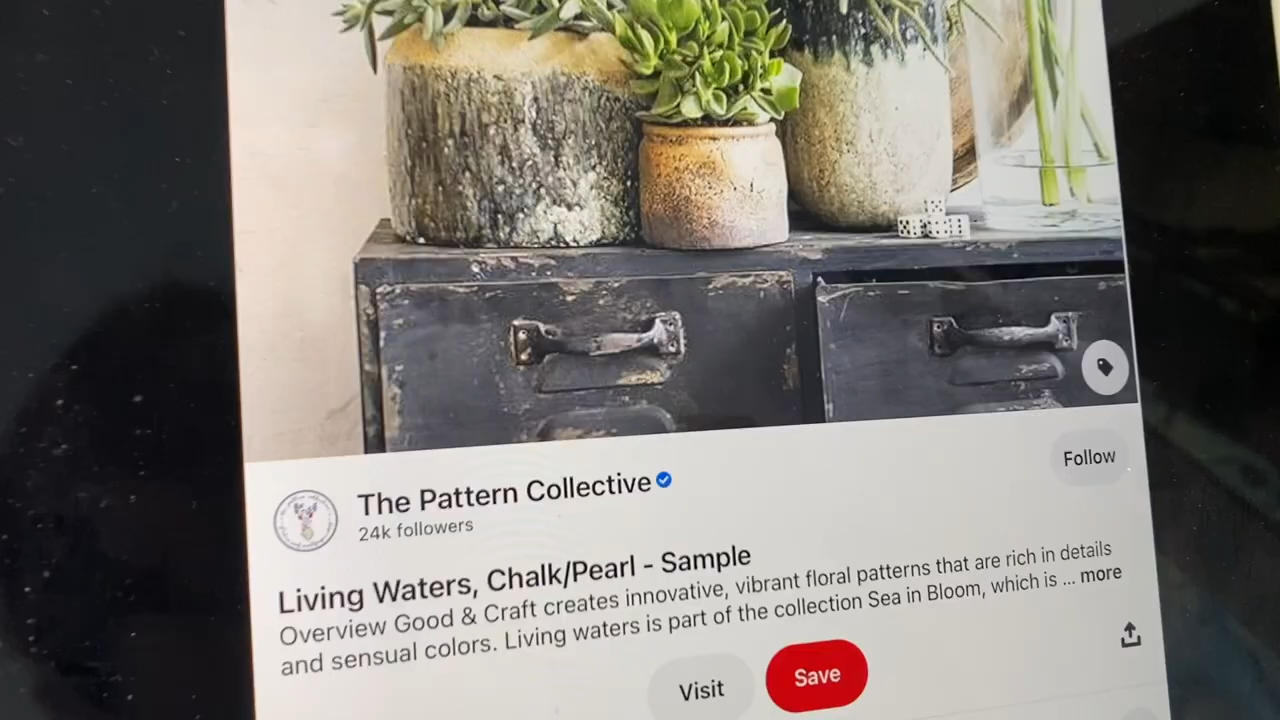 The Pattern Collective
24k followers
Follow
Living Waters, Chalk/Pearl - Sample
Overview Good & Craft creates innovative, vibrant floral patterns that are rich in details
and sensual colors. Living waters is part of the collection Sea in Bloom, which is ... more
Visit
Save